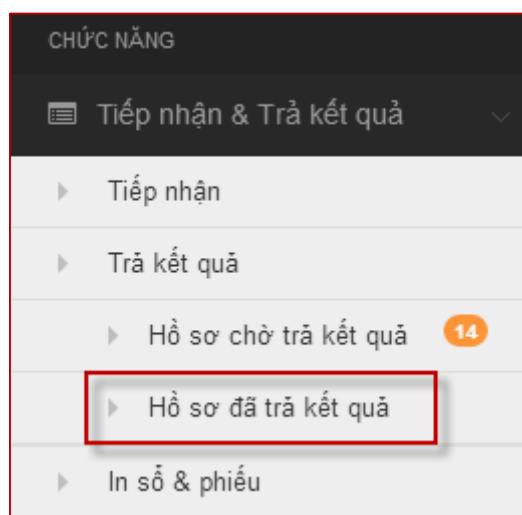 CHỨC NĂNG
Tiếp nhận & Trả kết quả
Tiếp nhận
Trả kết quả
Hồ sơ chờ trả kết quả 14
Hồ sơ đã trả kết quả
In sổ & phiếu